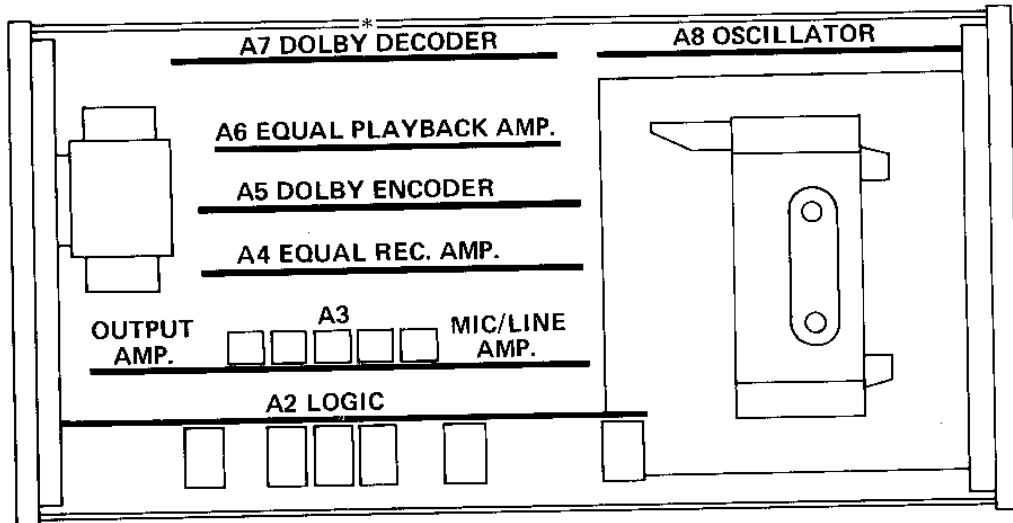 *
A7 DOLBY DECODER
A8 OSCILLATOR
A6 EQUAL PLAYBACK AMP.
A5 DOLBY ENCODER
A4 EQUAL REC. AMP.
OUTPUT
AMP.
A3
MIC/LINE
AMP.
A2 LOGIC